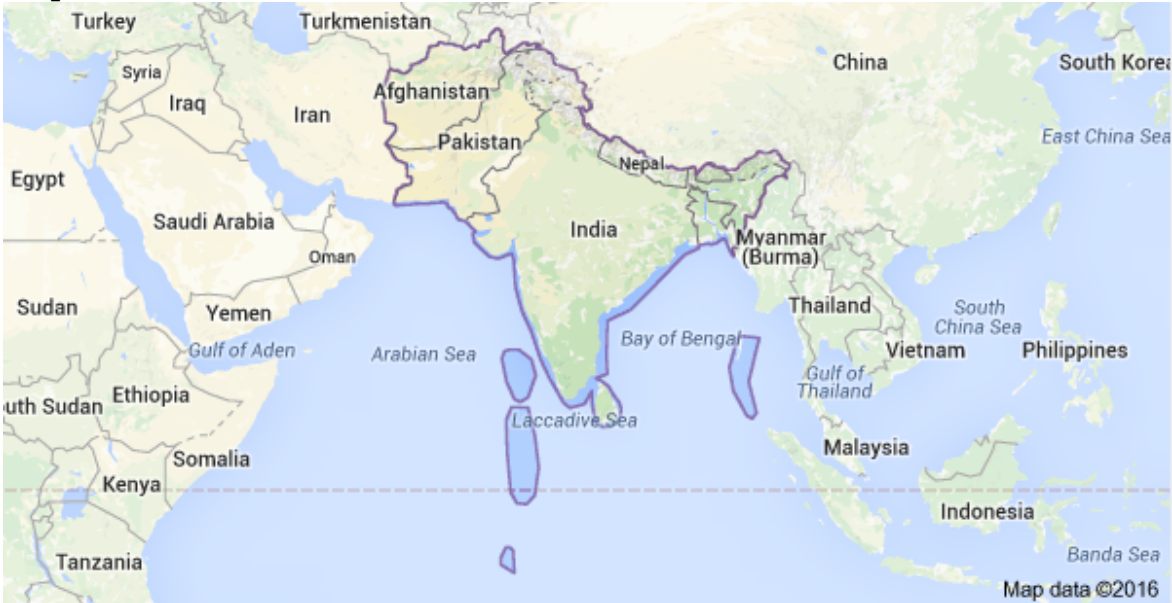 Turkey
Turkmenistan
China
South Korea
Syria
Afghanistan
Iraq
Iran
Pakistan
East China Sea
Nepal
Egypt
Saudi Arabia
India
Myanmar
(Burma)
Oman
Sudan
Yemen
Thailand
South
China Sea
Bay of Bengal
Gulf of Aden
Arabian Sea
Vietnam
Philippines
Gulf of
Thailand
Ethiopia
uth Sudan
Laccadive Sea
Malaysia
Somalia
Kenya
Indonesia
Tanzania
Banda Sea
Map data ©2016